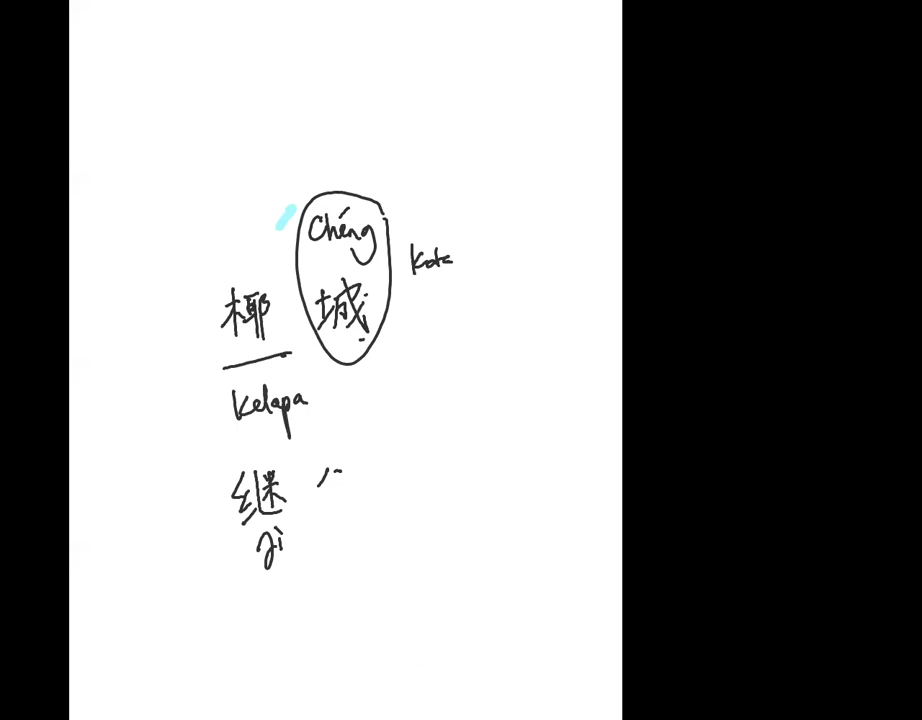 Chéng
椰 城 Kota
Kelapa
继
jì